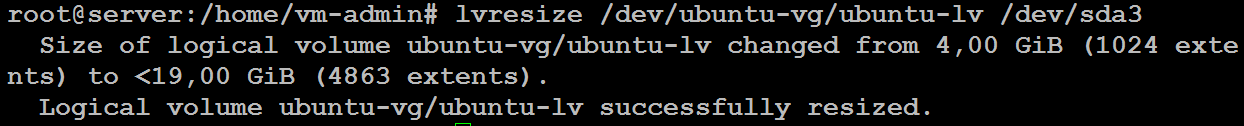 root@server:/home/vm-admin# lvresize /dev/ubuntu-vg/ubuntu-lv /dev/sda3
  Size of logical volume ubuntu-vg/ubuntu-lv changed from 4,00 GiB (1024 exte
nts) to <19,00 GiB (4863 extents).
  Logical volume ubuntu-vg/ubuntu-lv successfully resized.